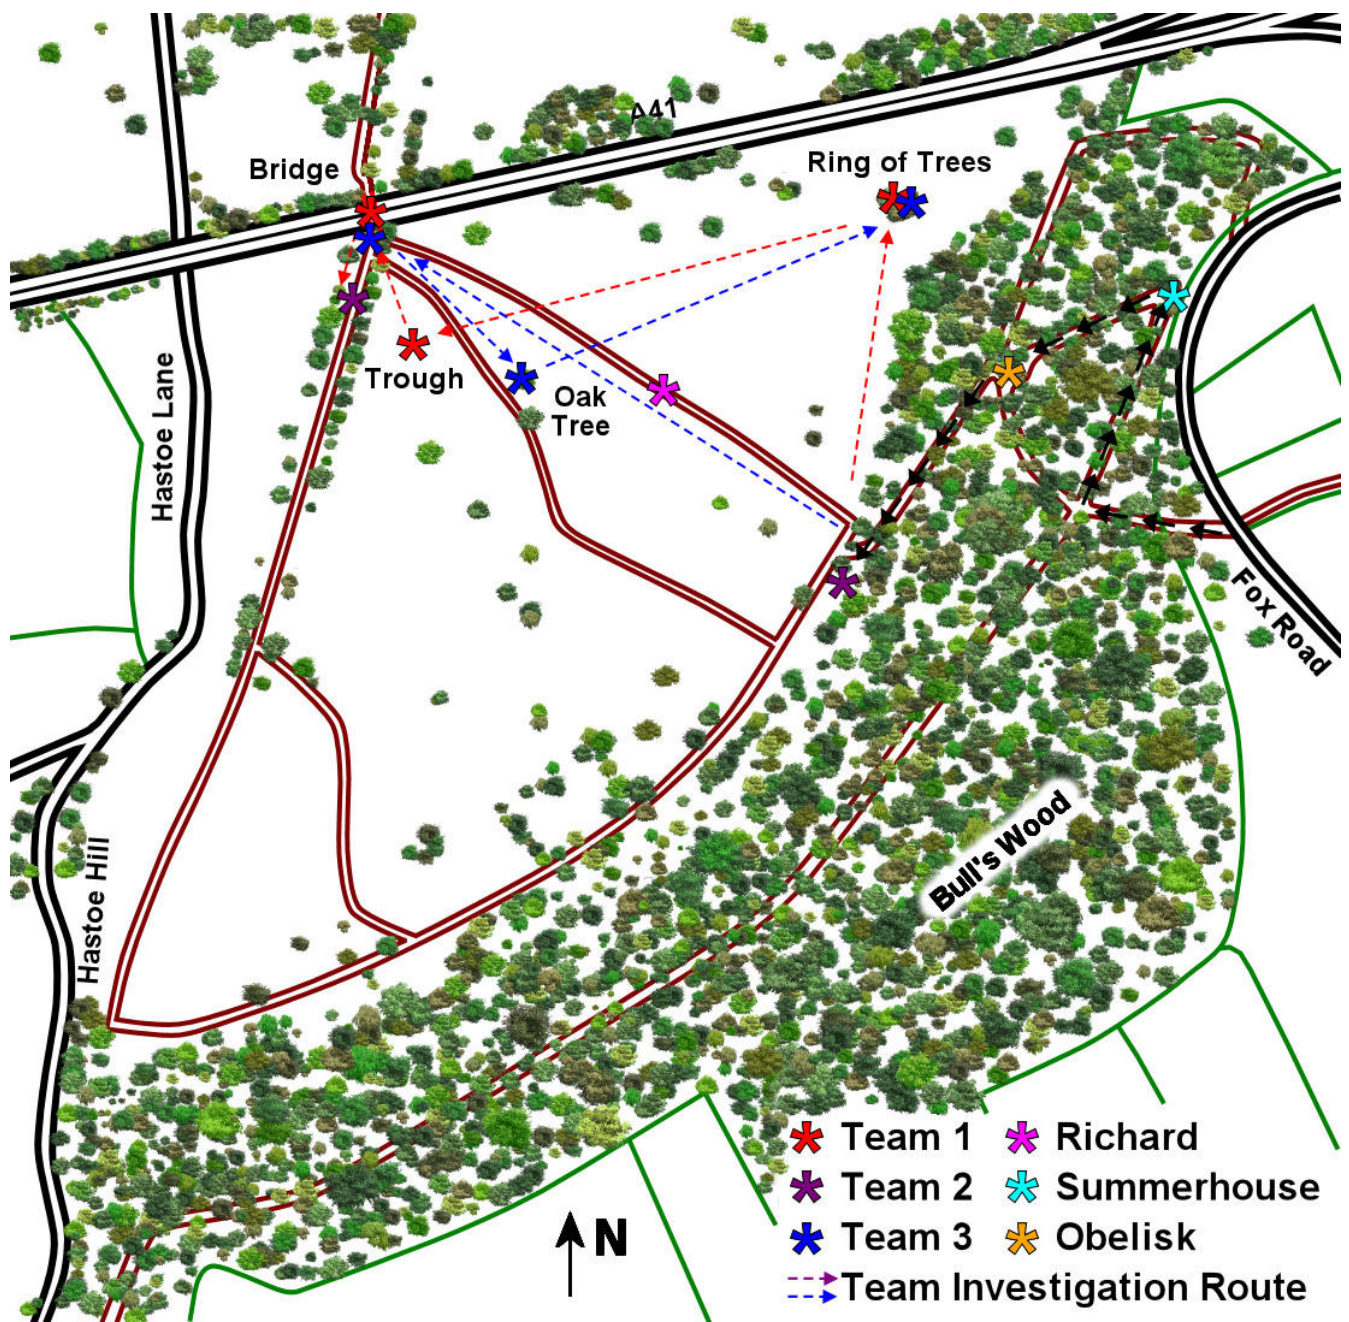 A41
Bridge
Ring of Trees
Hastoe Lane
Trough
Oak
Tree
Fox Road
Bull's Wood
Hastoe Hill
N
Team 1
Richard
Team 2
Summerhouse
Team 3
Obelisk
Team Investigation Route